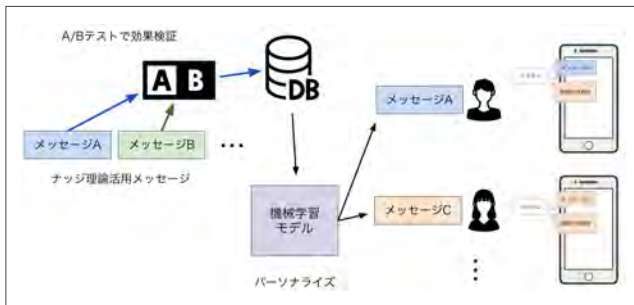 A/Bテストで効果検証
A B
DB
メッセージA
メッセージB
...
ナッジ理論活用メッセージ
機械学習
モデル
パーソナライズ
メッセージA
メッセージC